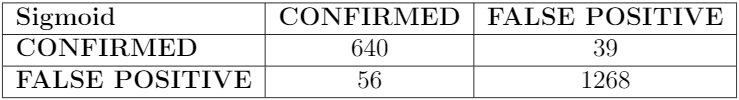 Sigmoid CONFIRMED FALSE POSITIVE
CONFIRMED 640 39
FALSE POSITIVE 56 1268